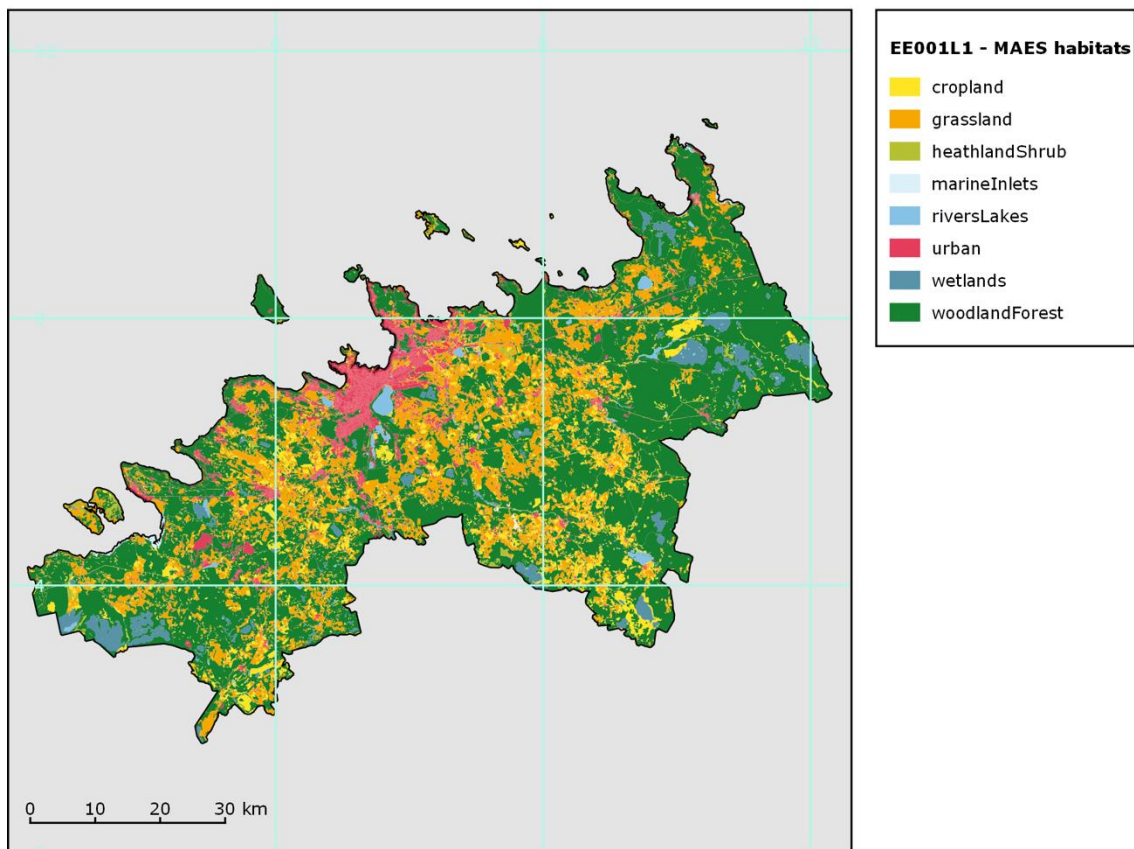 EE001L1 - MAES habitats
cropland
grassland
heathlandShrub
marineInlets
riversLakes
urban
wetlands
woodlandForest
0 10 20 30 km